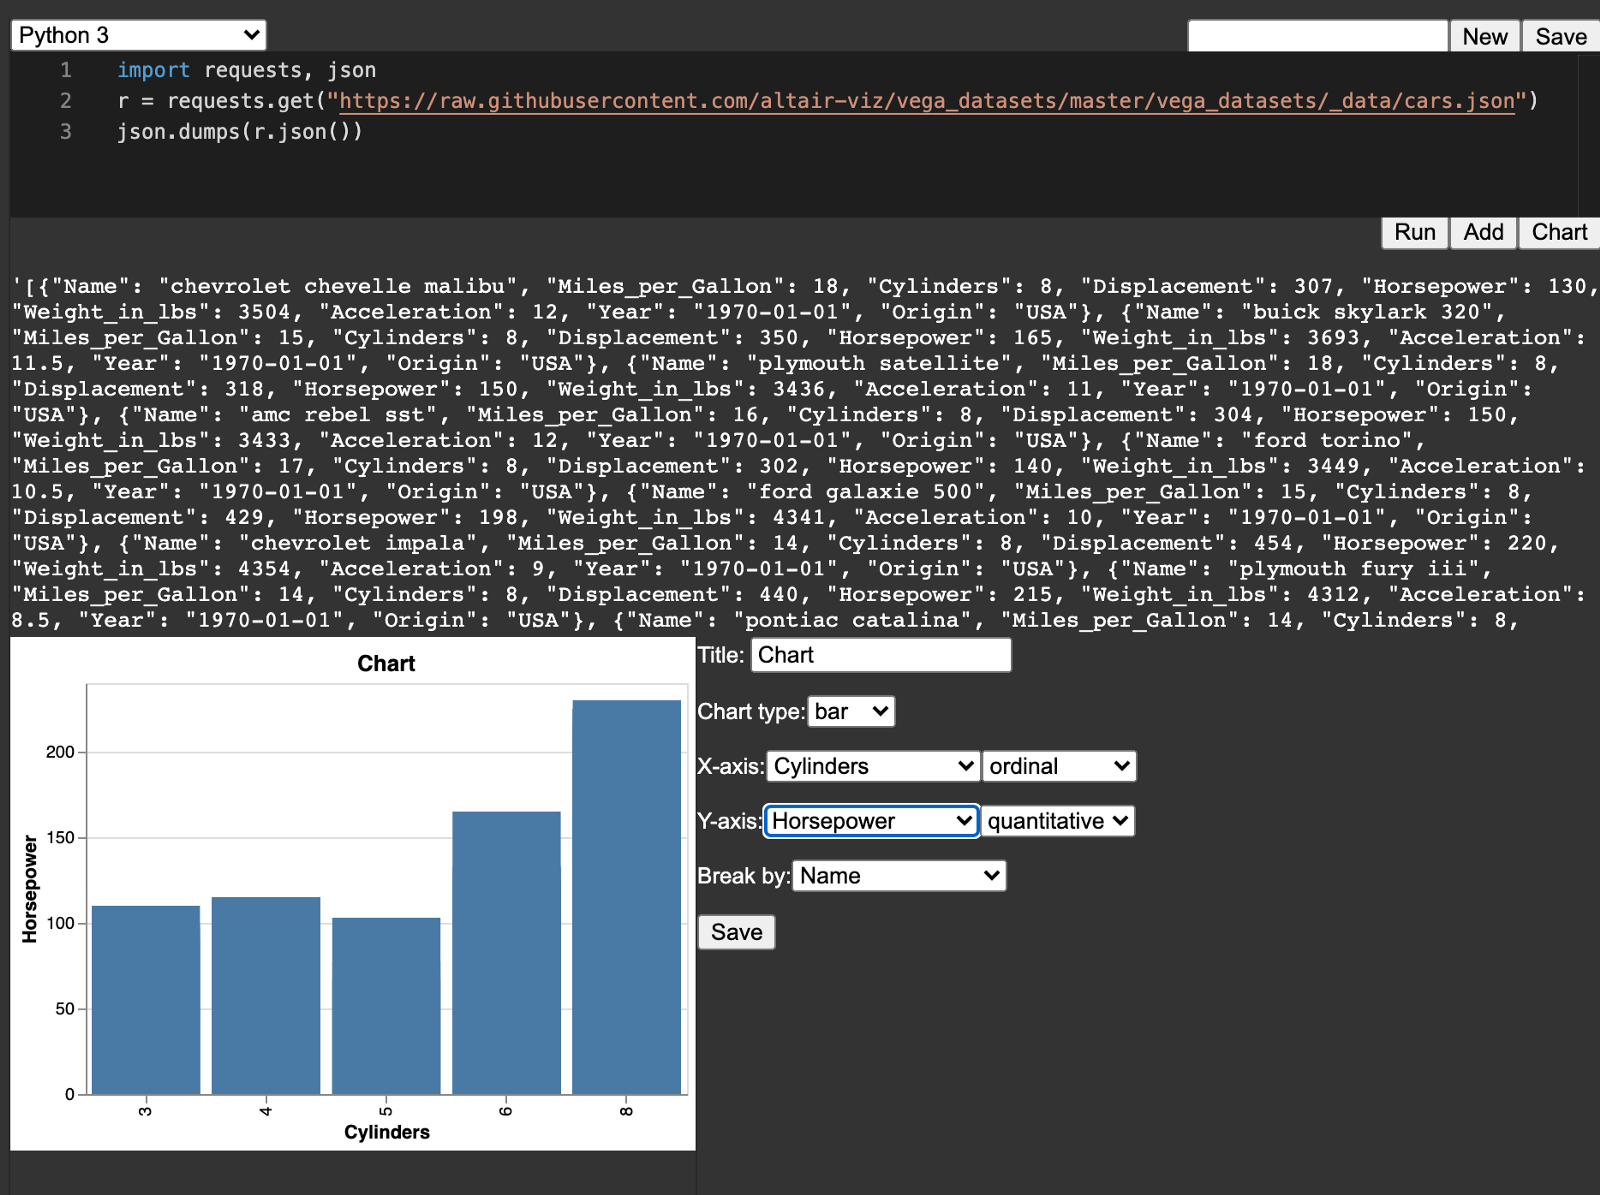 Python 3
New
Save
1 import requests, json
2 r = requests.get("https://raw.githubusercontent.com/altair-viz/vega_datasets/master/vega_datasets/_data/cars.json")
3 json.dumps(r.json())
Run
Add
Chart
'[{"Name": "chevrolet chevelle malibu", "Miles_per_Gallon": 18, "Cylinders": 8, "Displacement": 307, "Horsepower": 130,
"Weight_in_lbs": 3504, "Acceleration": 12, "Year": "1970-01-01", "Origin": "USA"}, {"Name": "buick skylark 320",
"Miles_per_Gallon": 15, "Cylinders": 8, "Displacement": 350, "Horsepower": 165, "Weight_in_lbs": 3693, "Acceleration":
11.5, "Year": "1970-01-01", "Origin": "USA"}, {"Name": "plymouth satellite", "Miles_per_Gallon": 18, "Cylinders": 8,
"Displacement": 318, "Horsepower": 150, "Weight_in_lbs": 3436, "Acceleration": 11, "Year": "1970-01-01", "Origin":
"USA"}, {"Name": "amc rebel sst", "Miles_per_Gallon": 16, "Cylinders": 8, "Displacement": 304, "Horsepower": 150,
"Weight_in_lbs": 3433, "Acceleration": 12, "Year": "1970-01-01", "Origin": "USA"}, {"Name": "ford torino",
"Miles_per_Gallon": 17, "Cylinders": 8, "Displacement": 302, "Horsepower": 140, "Weight_in_lbs": 3449, "Acceleration":
10.5, "Year": "1970-01-01", "Origin": "USA"}, {"Name": "ford galaxie 500", "Miles_per_Gallon": 15, "Cylinders": 8,
"Displacement": 429, "Horsepower": 198, "Weight_in_lbs": 4341, "Acceleration": 10, "Year": "1970-01-01", "Origin":
"USA"}, {"Name": "chevrolet impala", "Miles_per_Gallon": 14, "Cylinders": 8, "Displacement": 454, "Horsepower": 220,
"Weight_in_lbs": 4354, "Acceleration": 9, "Year": "1970-01-01", "Origin": "USA"}, {"Name": "plymouth fury iii",
"Miles_per_Gallon": 14, "Cylinders": 8, "Displacement": 440, "Horsepower": 215, "Weight_in_lbs": 4312, "Acceleration":
8.5, "Year": "1970-01-01", "Origin": "USA"}, {"Name": "pontiac catalina", "Miles_per_Gallon": 14, "Cylinders": 8,
Chart
200
150
100
50
0
Horsepower
3
4
5
6
8
Cylinders
Title: Chart
Chart type: bar
X-axis: Cylinders ordinal
Y-axis: Horsepower quantitative
Break by: Name
Save